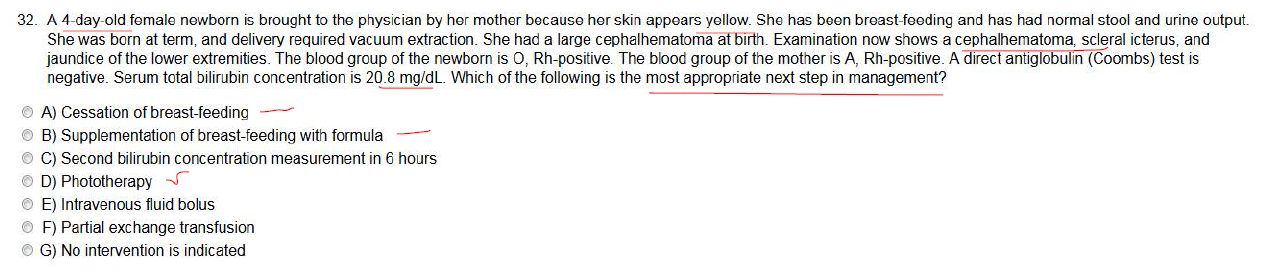 32. A 4-day-old female newborn is brought to the physician by her mother because her skin appears yellow. She has been breast-feeding and has had normal stool and urine output.
She was born at term, and delivery required vacuum extraction. She had a large cephalhematoma at birth. Examination now shows a cephalhematoma, scleral icterus, and
jaundice of the lower extremities. The blood group of the newborn is O, Rh-positive. The blood group of the mother is A, Rh-positive. A direct antiglobulin (Coombs) test is
negative. Serum total bilirubin concentration is 20.8 mg/dL. Which of the following is the most appropriate next step in management?
A) Cessation of breast-feeding
B) Supplementation of breast-feeding with formula
C) Second bilirubin concentration measurement in 6 hours
D) Phototherapy
E) Intravenous fluid bolus
F) Partial exchange transfusion
G) No intervention is indicated